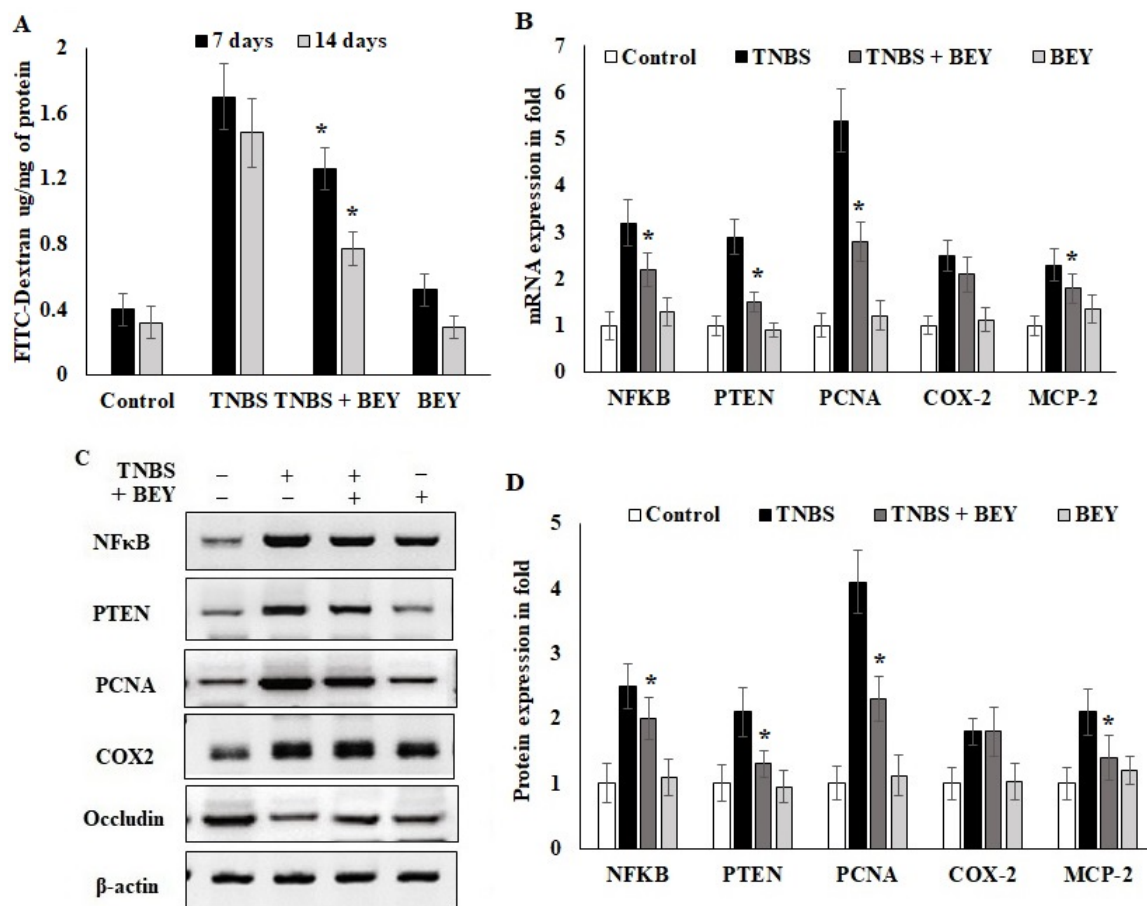 A
7 days 14 days
FITC-Dextran ug/mg of protein
2
1.6
1.2
0.8
0.4
0
* *
Control TNBS TNBS + BEY BEY
B
Control TNBS TNBS + BEY BEY
mRNA expression in fold
7
6
5
4
3
2
1
0
* * * *
NFKB PTEN PCNA COX-2 MCP-2
C
TNBS – + + –
+ BEY – – + +
NFκB
PTEN
PCNA
COX2
Occludin
β-actin
D
Control TNBS TNBS + BEY BEY
Protein expression in fold
5
4
3
2
1
0
* * * *
NFKB PTEN PCNA COX-2 MCP-2